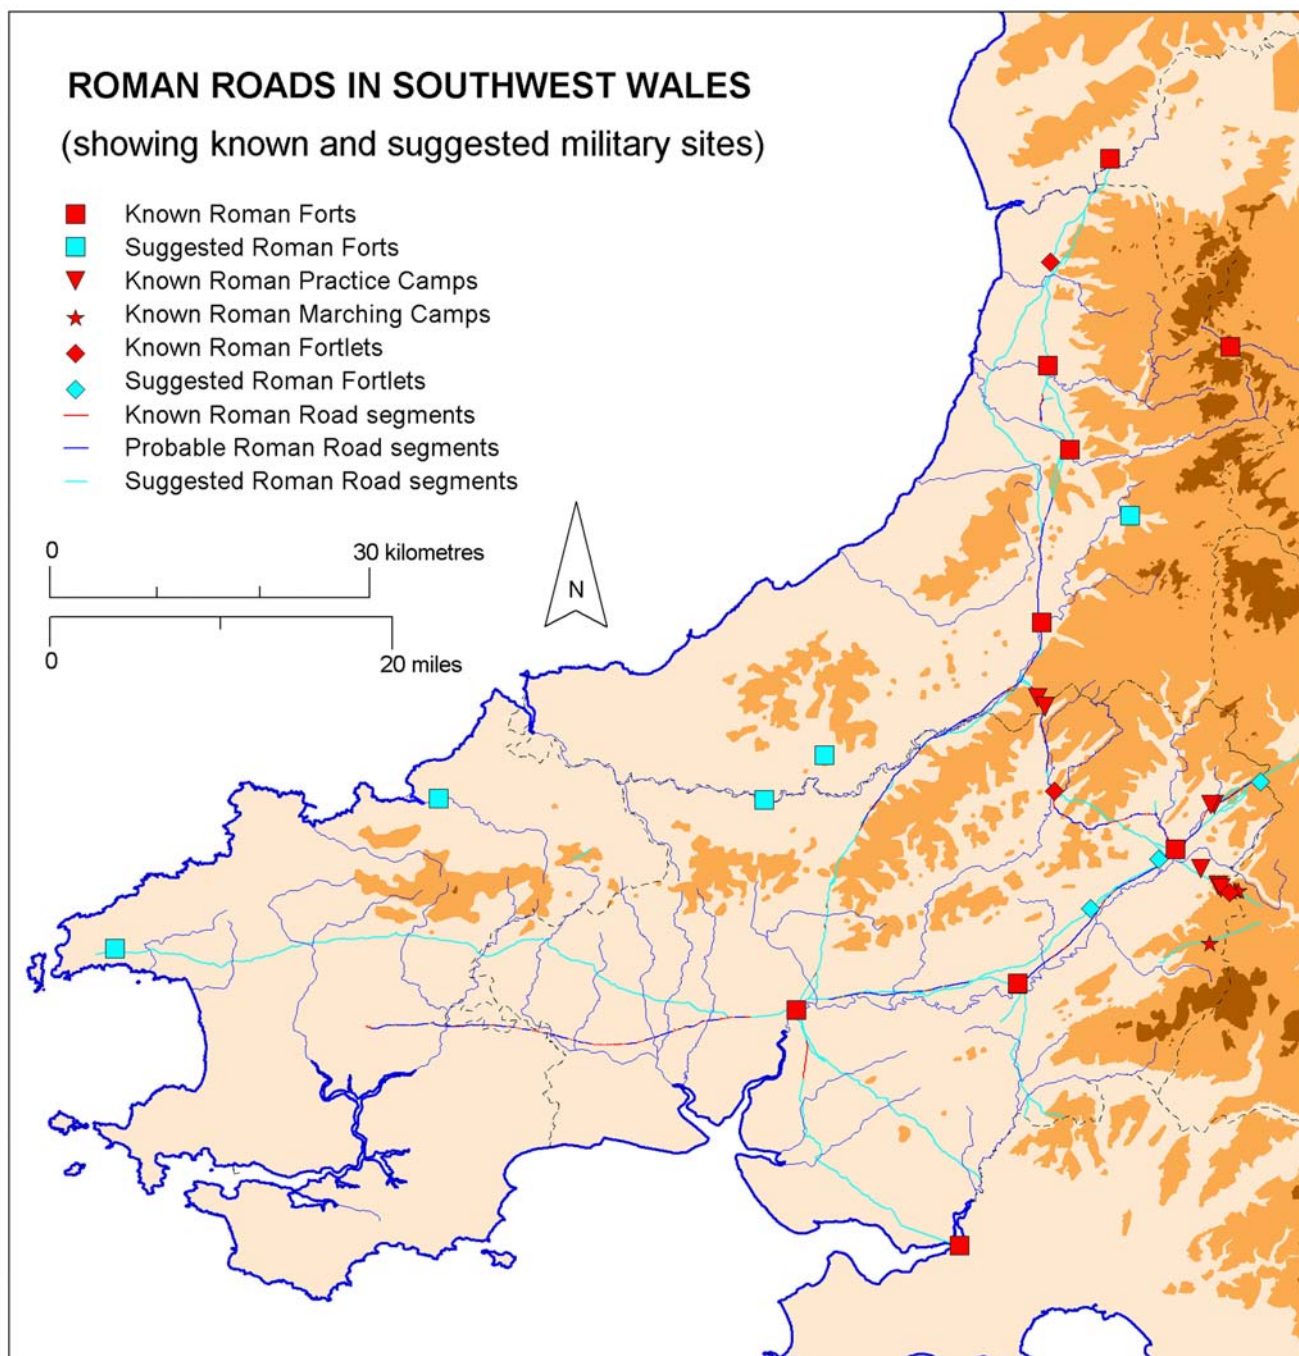 ROMAN ROADS IN SOUTHWEST WALES
(showing known and suggested military sites)
Known Roman Forts
Suggested Roman Forts
Known Roman Practice Camps
Known Roman Marching Camps
Known Roman Fortlets
Suggested Roman Fortlets
Known Roman Road segments
Probable Roman Road segments
Suggested Roman Road segments
0 30 kilometres
N
0 20 miles